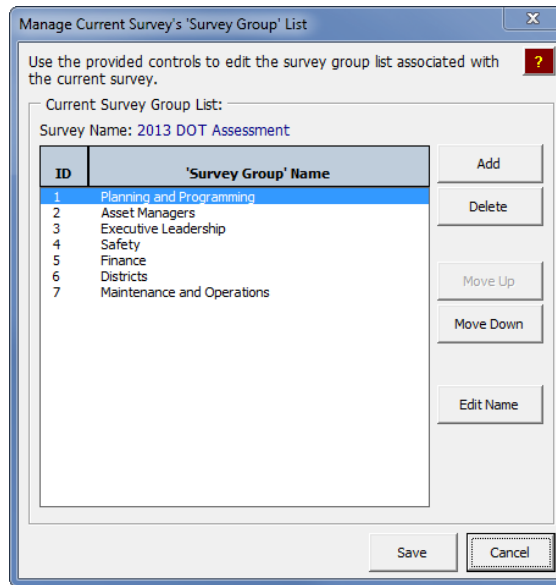 Manage Current Survey's 'Survey Group' List
X
Use the provided controls to edit the survey group list associated with
the current survey.
?
Current Survey Group List:
Survey Name: 2013 DOT Assessment
ID 'Survey Group' Name
1 Planning and Programming
2 Asset Managers
3 Executive Leadership
4 Safety
5 Finance
6 Districts
7 Maintenance and Operations
Add
Delete
Move Up
Move Down
Edit Name
Save Cancel